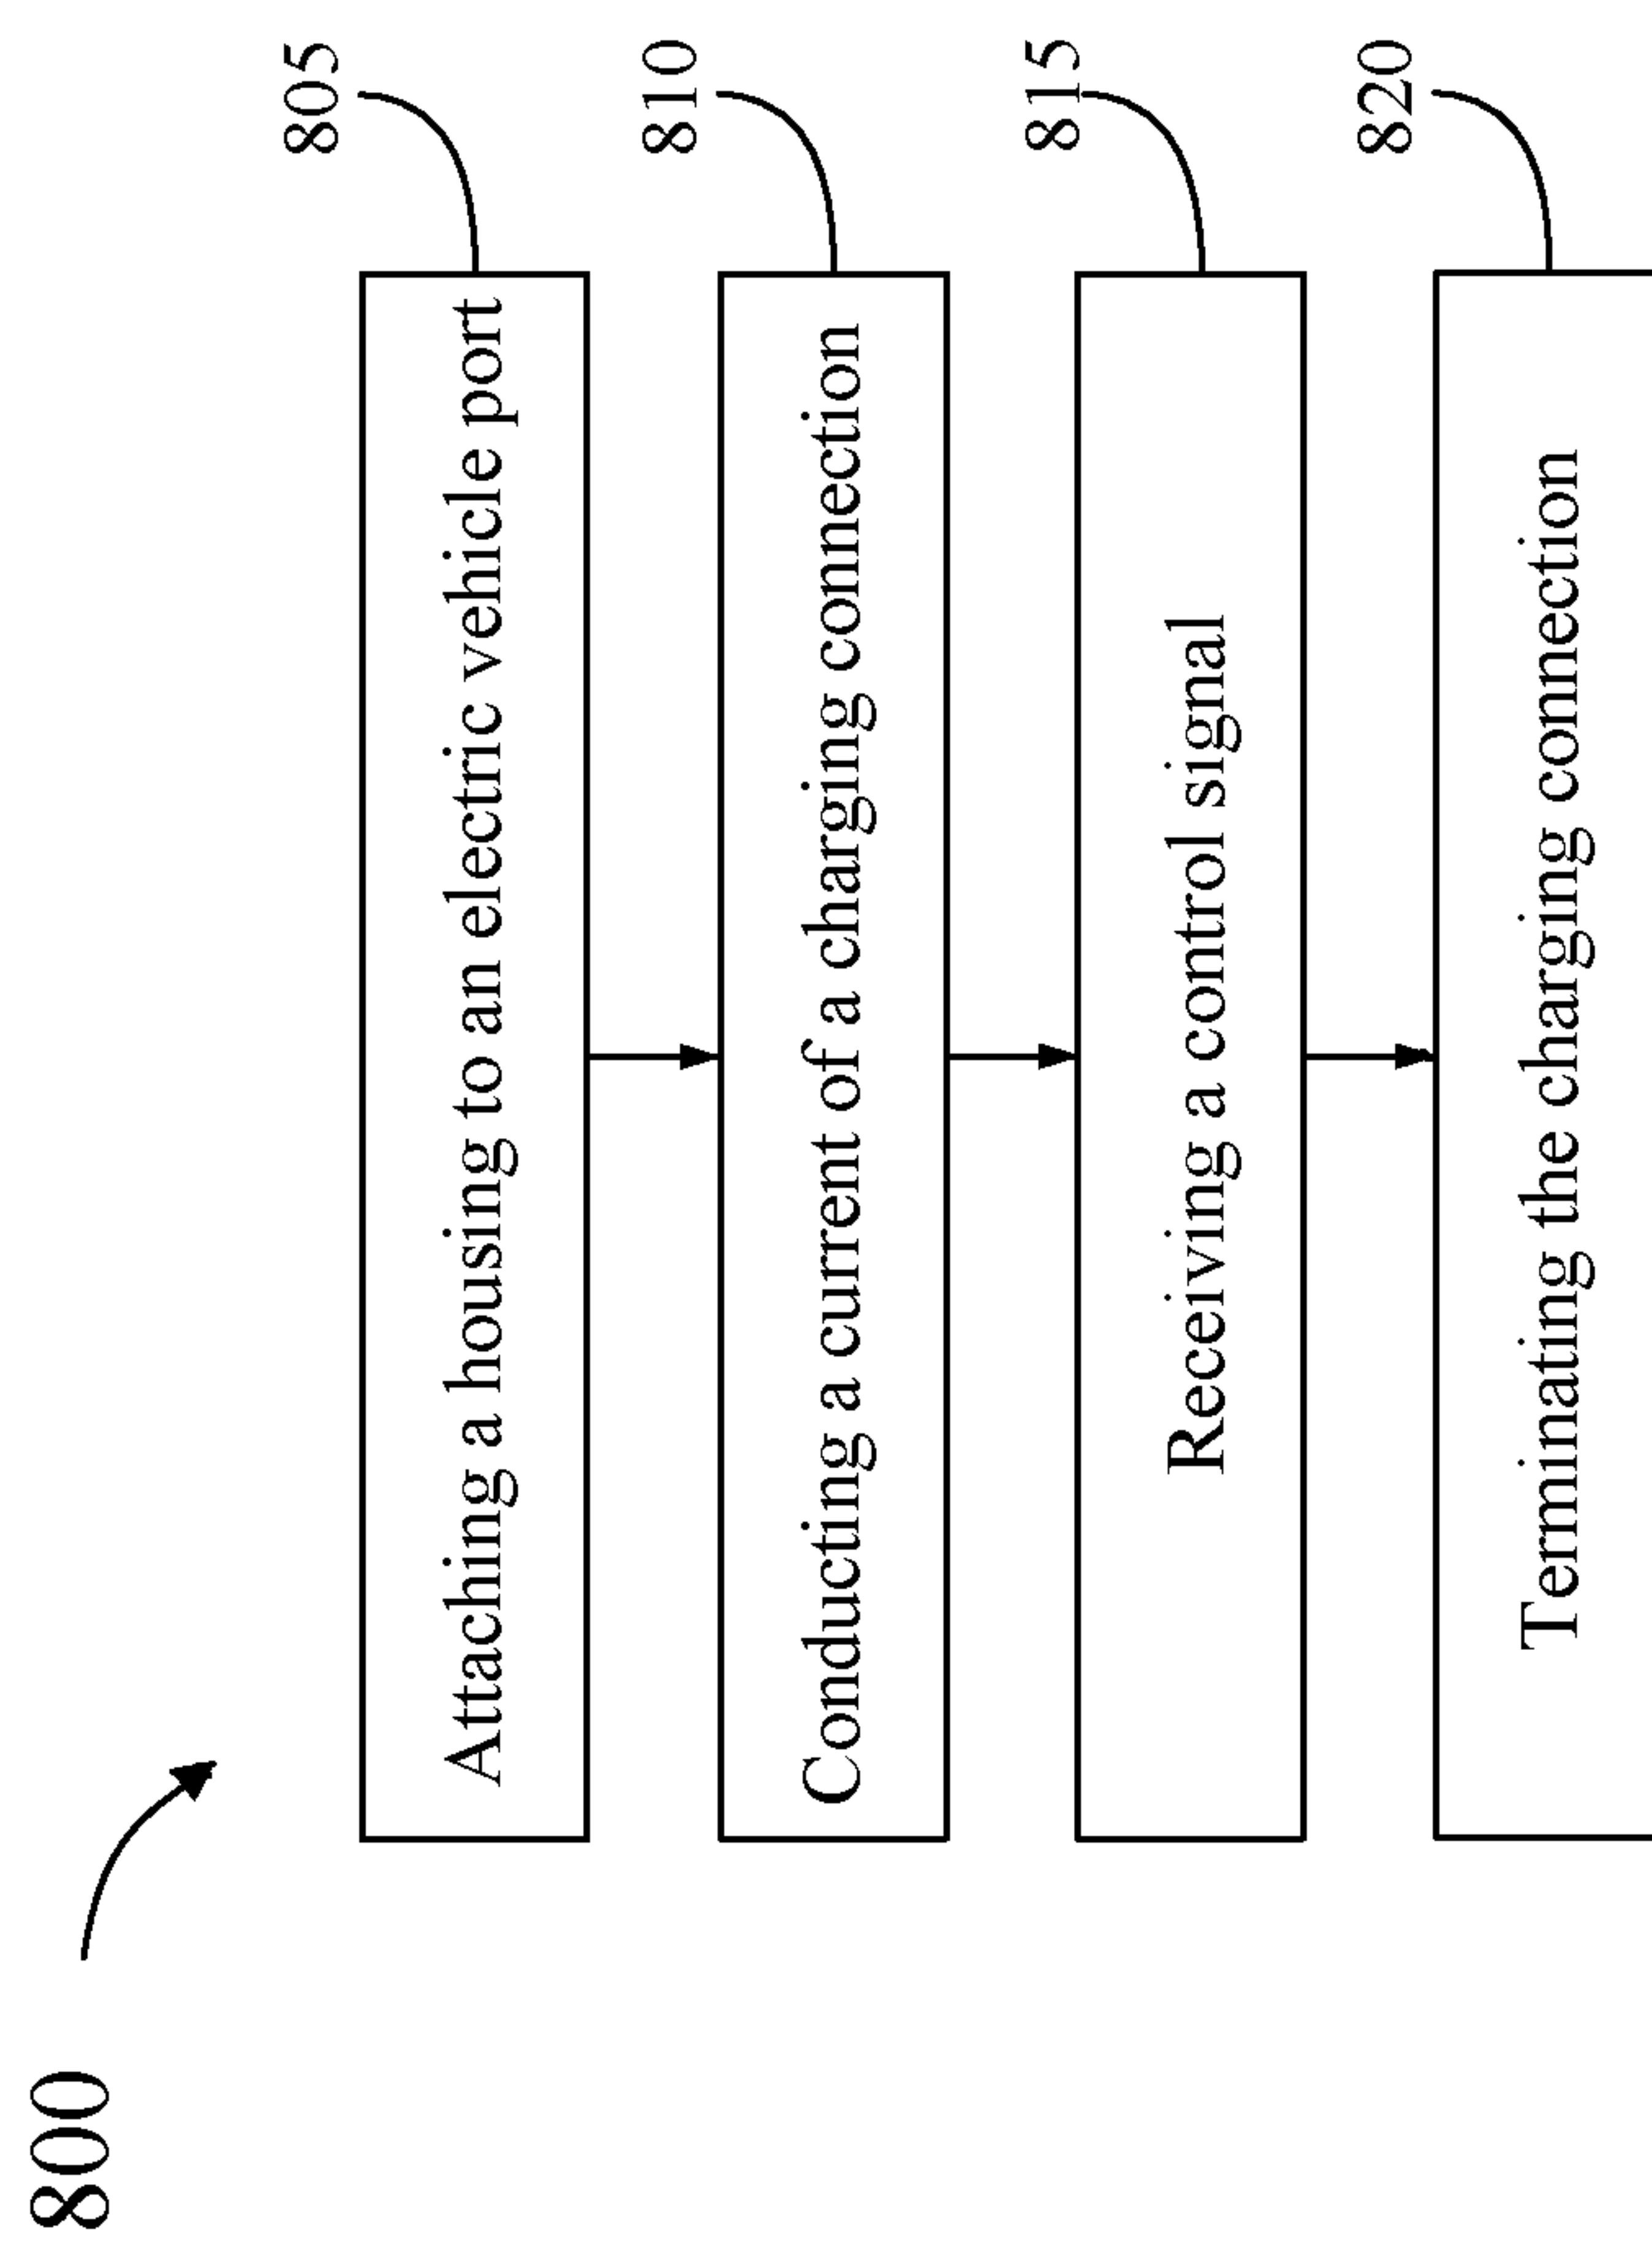 800
805
Attaching a housing to an electric vehicle port
810
Conducting a current of a charging connection
815
Receiving a control signal
820
Terminating the charging connection